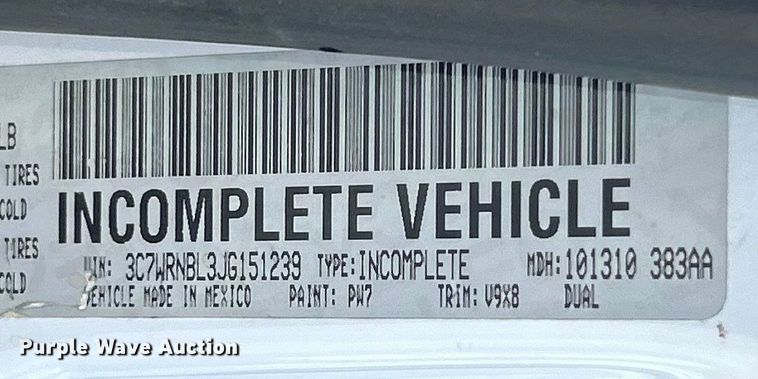 LB
TIRES
COLD
TIRES
COLD
INCOMPLETE VEHICLE
VIN: 3C7WRNBL3JG151239 TYPE: INCOMPLETE MDH: 101310 383AA
VEHICLE MADE IN MEXICO PAINT: PW7 TRIM: V9X8 DUAL
Purple Wave Auction